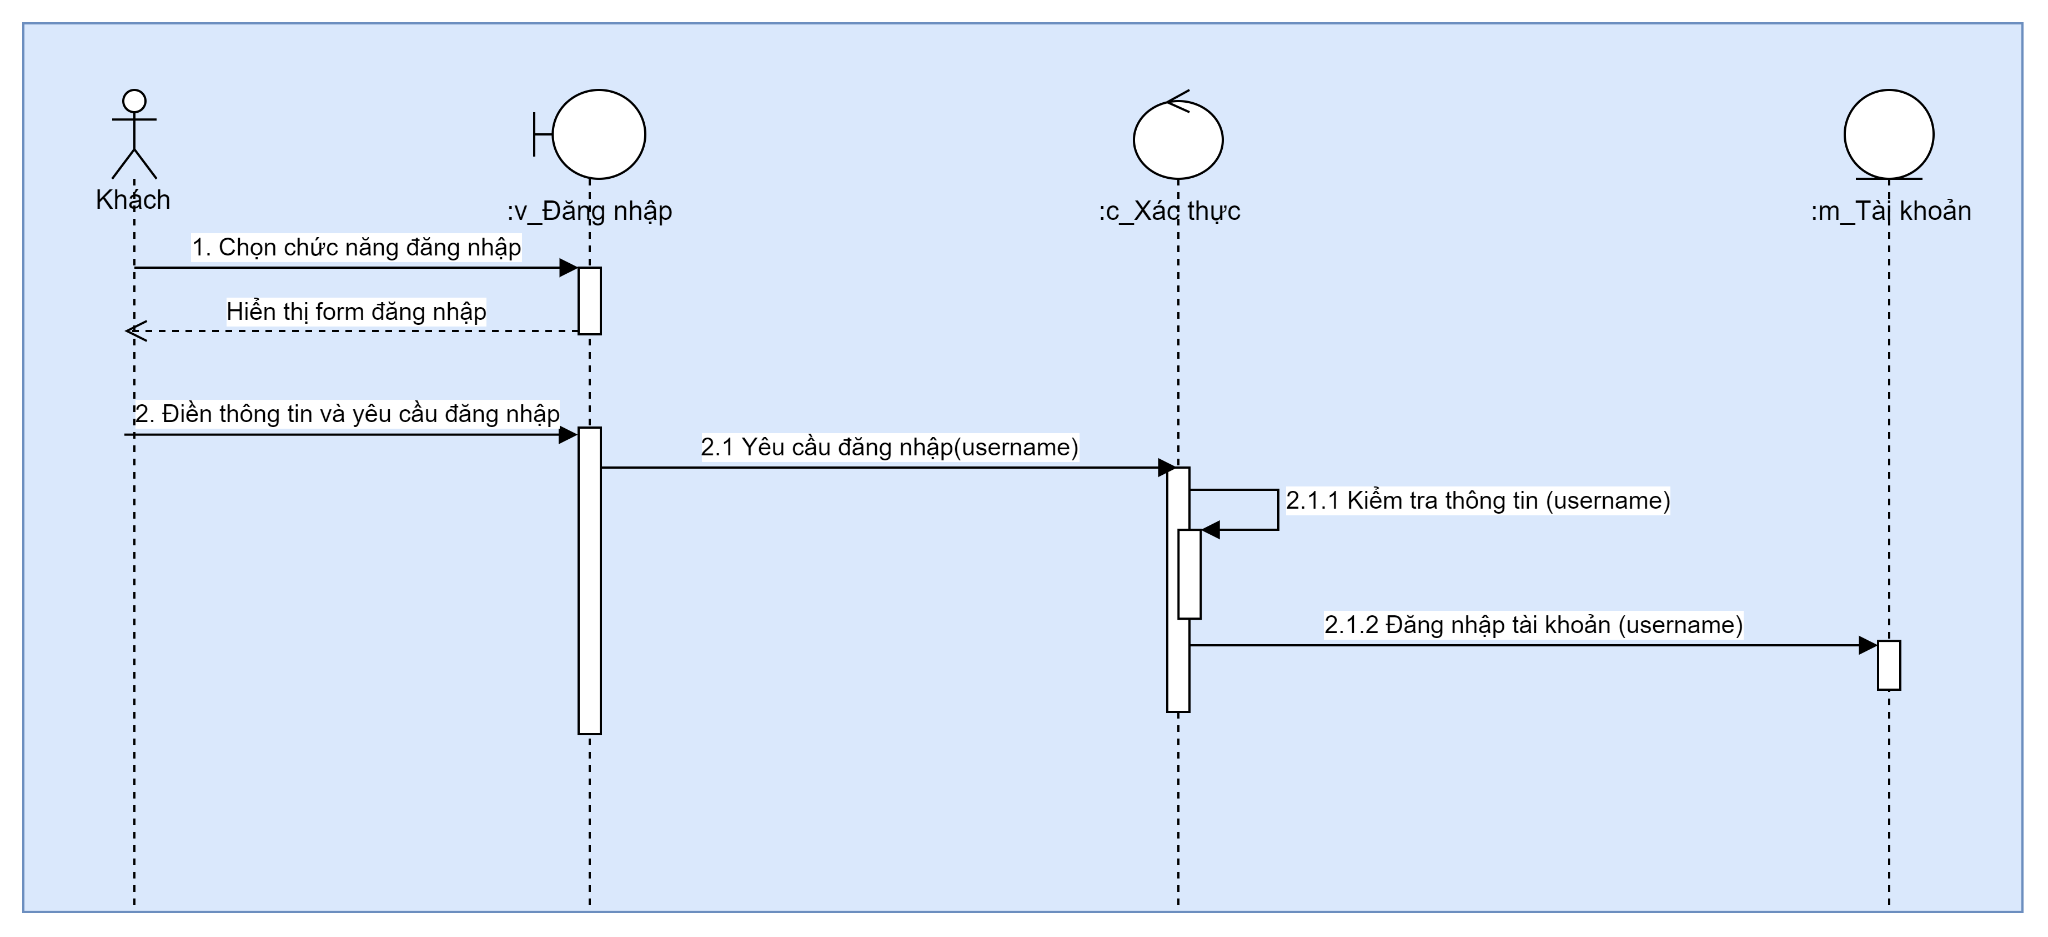 Khách
:v_Đăng nhập
:c_Xác thực
:m_Tài khoản
1. Chọn chức năng đăng nhập
Hiển thị form đăng nhập
2. Điền thông tin và yêu cầu đăng nhập
2.1 Yêu cầu đăng nhập(username)
2.1.1 Kiểm tra thông tin (username)
2.1.2 Đăng nhập tài khoản (username)